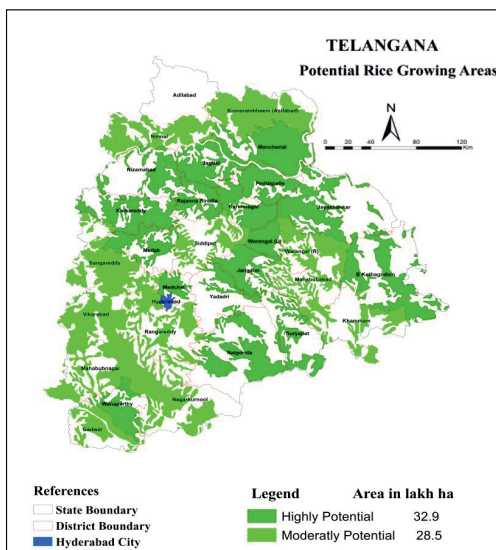 TELANGANA
Potential Rice Growing Areas
N
0 20 40 80 120
Km
Adilabad
Kumarambheem (Asifabad)
Nirmal
Mancherial
Nizamabad
Jagtial
Peddapalle
Rajanna Sircilla
Karimnagar
Jayashankar
Kamareddy
Siddipet
Warangal (U)
Warangal (R)
Medak
Sangareddy
Jangaon
Mahabubabad
B Kothagudem
Medchal
Hyderabad
Yadadri
Vikarabad
Rangareddy
Khammam
Suryapet
Nalgonda
Mahabubnagar
Wanaparthy
Nagarkurnool
Gadwal
References
State Boundary
District Boundary
Hyderabad City
Legend Area in lakh ha
Highly Potential 32.9
Moderatly Potential 28.5